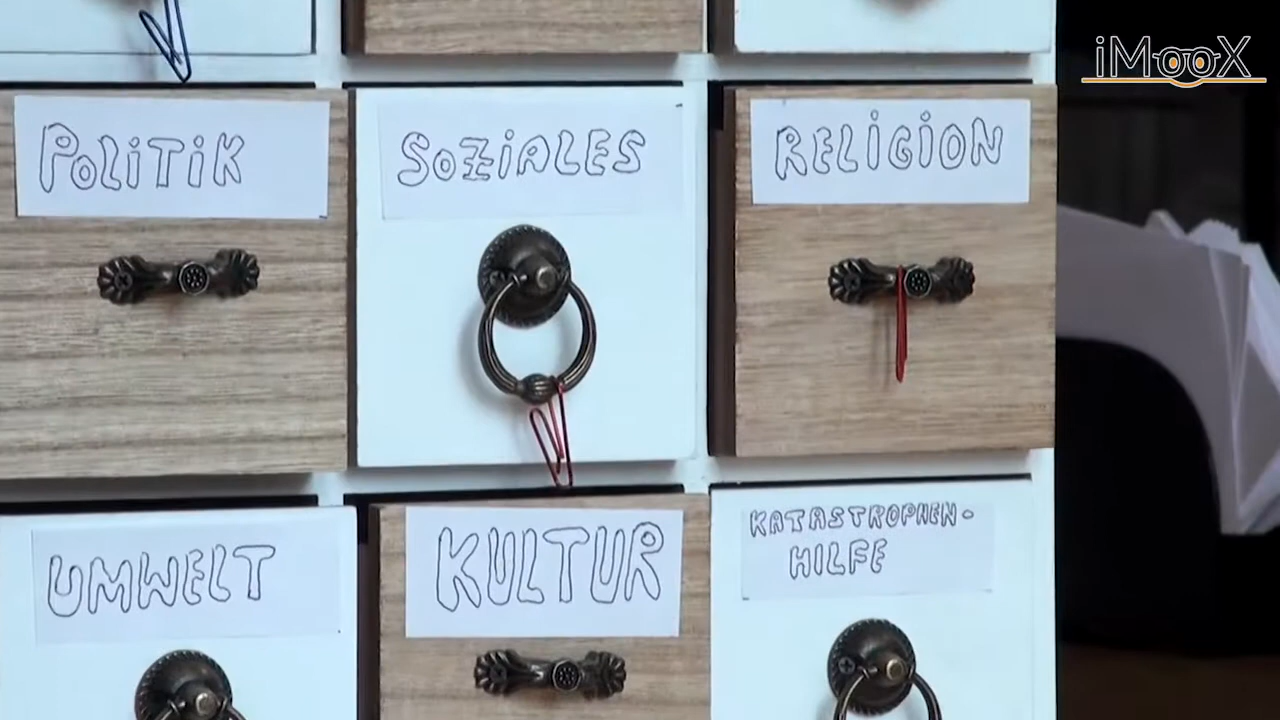 iMooX
POLiTiK
SOZiALES
RELiGiON
UMWELT
KULTUR
KATASTROPHEN-
HILFE